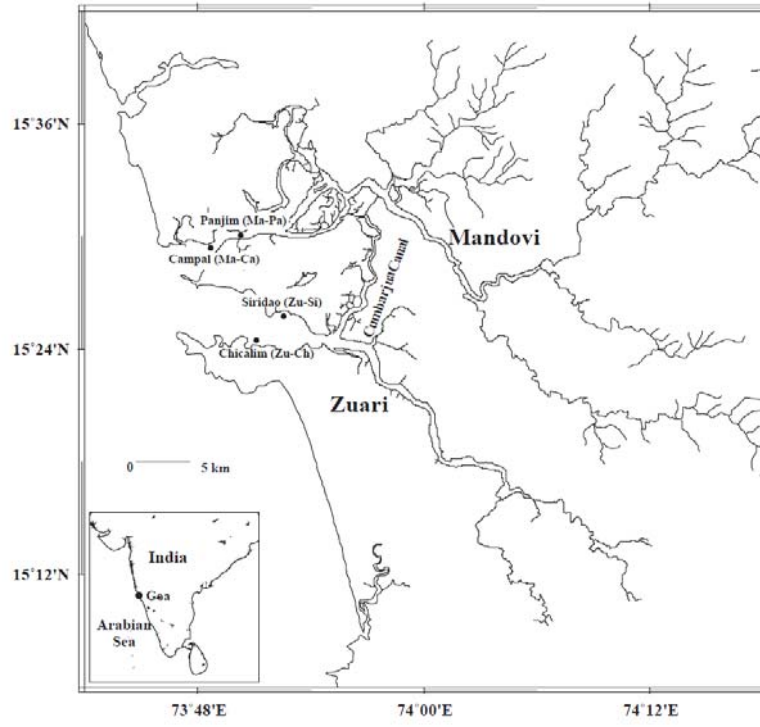 15°36'N
Panjim (Ma-Pa)
Campal (Ma-Ca)
Mandovi
Cumbarjua Canal
Siridao (Zu-Si)
15°24'N
Chicalim (Zu-Ch)
Zuari
0 5 km
India
Goa
Arabian
Sea
15°12'N
73°48'E 74°00'E 74°12'E